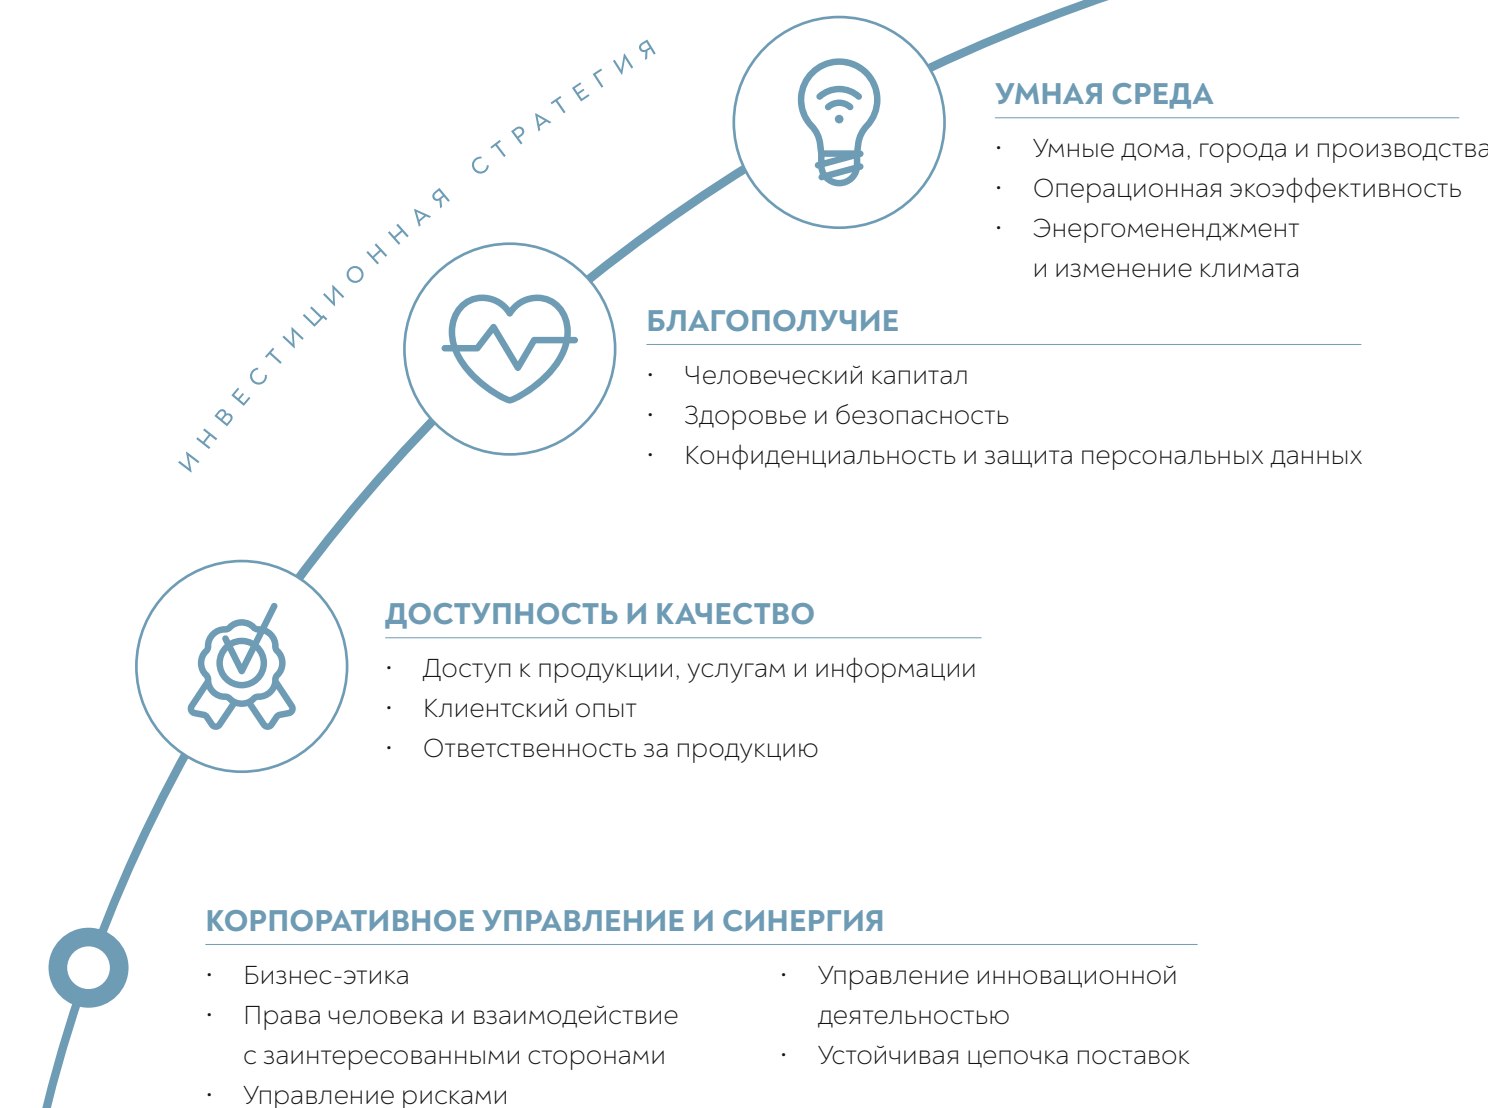 ИНВЕСТИЦИОННАЯ СТРАТЕГИЯ
УМНАЯ СРЕДА
· Умные дома, города и производства
· Операционная экоэффективность
· Энергомененджмент
и изменение климата
БЛАГОПОЛУЧИЕ
· Человеческий капитал
· Здоровье и безопасность
· Конфиденциальность и защита персональных данных
ДОСТУПНОСТЬ И КАЧЕСТВО
· Доступ к продукции, услугам и информации
· Клиентский опыт
· Ответственность за продукцию
КОРПОРАТИВНОЕ УПРАВЛЕНИЕ И СИНЕРГИЯ
· Бизнес-этика
· Права человека и взаимодействие
с заинтересованными сторонами
· Управление рисками
· Управление инновационной
деятельностью
· Устойчивая цепочка поставок